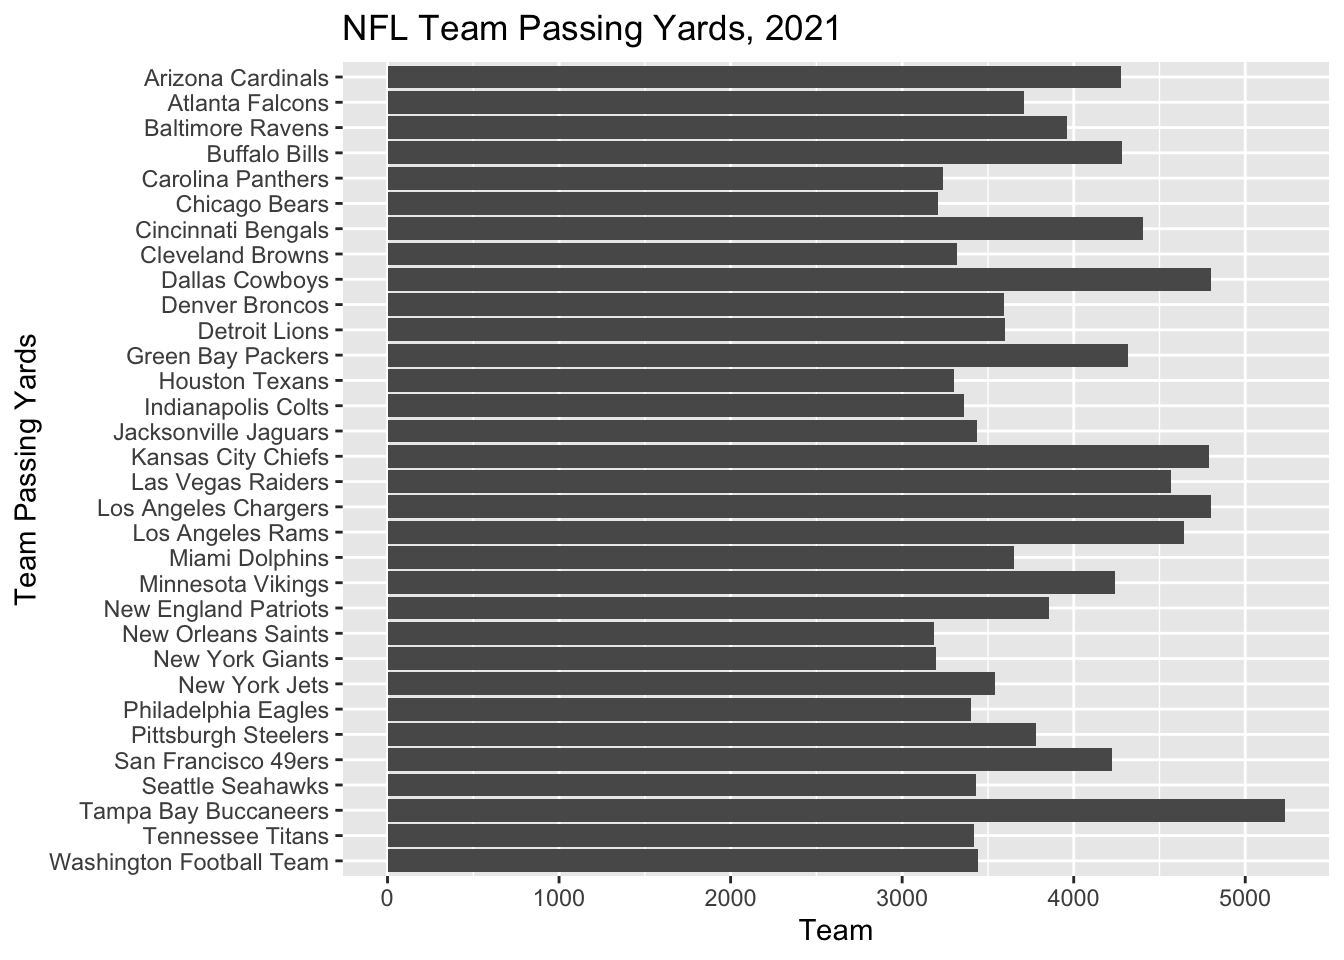 NFL Team Passing Yards, 2021
Team Passing Yards
Arizona Cardinals
Atlanta Falcons
Baltimore Ravens
Buffalo Bills
Carolina Panthers
Chicago Bears
Cincinnati Bengals
Cleveland Browns
Dallas Cowboys
Denver Broncos
Detroit Lions
Green Bay Packers
Houston Texans
Indianapolis Colts
Jacksonville Jaguars
Kansas City Chiefs
Las Vegas Raiders
Los Angeles Chargers
Los Angeles Rams
Miami Dolphins
Minnesota Vikings
New England Patriots
New Orleans Saints
New York Giants
New York Jets
Philadelphia Eagles
Pittsburgh Steelers
San Francisco 49ers
Seattle Seahawks
Tampa Bay Buccaneers
Tennessee Titans
Washington Football Team
0 1000 2000 3000 4000 5000
Team